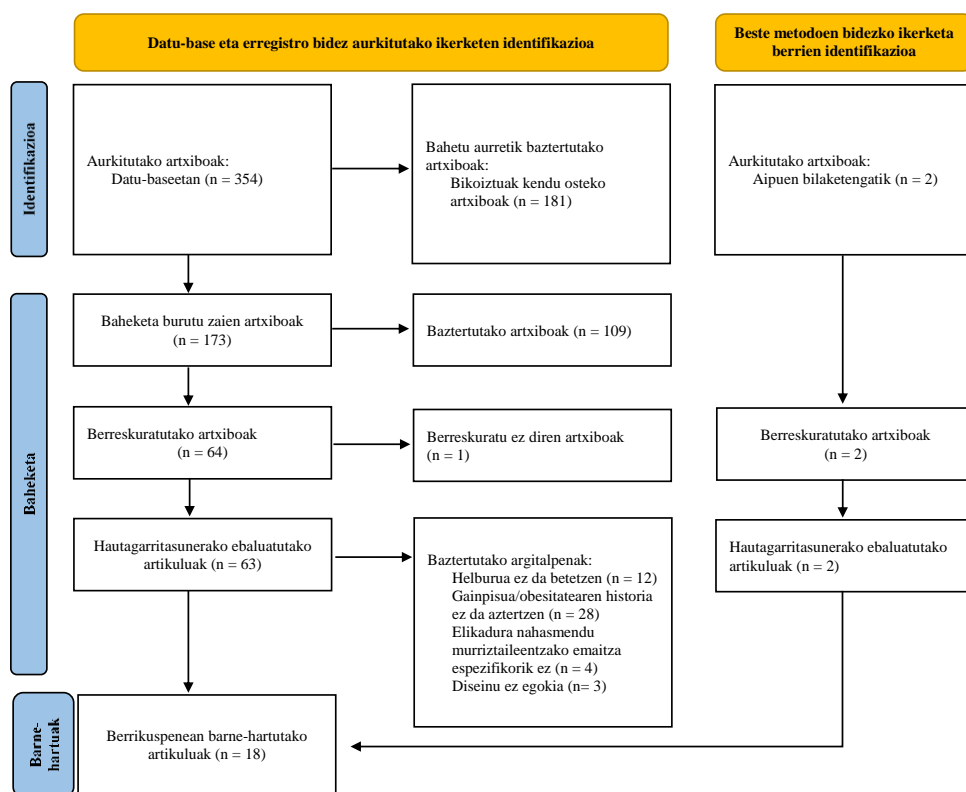 Datu-base eta erregistro bidez aurkitutako ikerketen identifikazioa
Beste metodoen bidezko ikerketa
berrien identifikazioa
Identifikazioa
Aurkitutako artxiboak:
Datu-baseetan (n = 354)
Bahetu aurretik baztertutako
artxiboak:
Bikoiztuak kendu osteko
artxiboak (n = 181)
Aurkitutako artxiboak:
Aipuen bilaketengatik (n = 2)
Baheketa
Baheketa burutu zaien artxiboak
(n = 173)
Baztertutako artxiboak (n = 109)
Berreskuratutako artxiboak
(n = 64)
Berreskuratu ez diren artxiboak
(n = 1)
Berreskuratutako artxiboak
(n = 2)
Hautagarritasunerako ebaluatutako
artikuluak (n = 63)
Baztertutako argitalpenak:
Helburua ez da betetzen (n = 12)
Gainpisua/obesitatearen historia
ez da aztertzen (n = 28)
Elikadura nahasmendu
murriztaileentzako emaitza
espezifikorik ez (n = 4)
Diseinu ez egokia (n= 3)
Hautagarritasunerako ebaluatutako
artikuluak (n = 2)
Barne-
hartuak
Berrikuspenean barne-hartutako
artikuluak (n = 18)